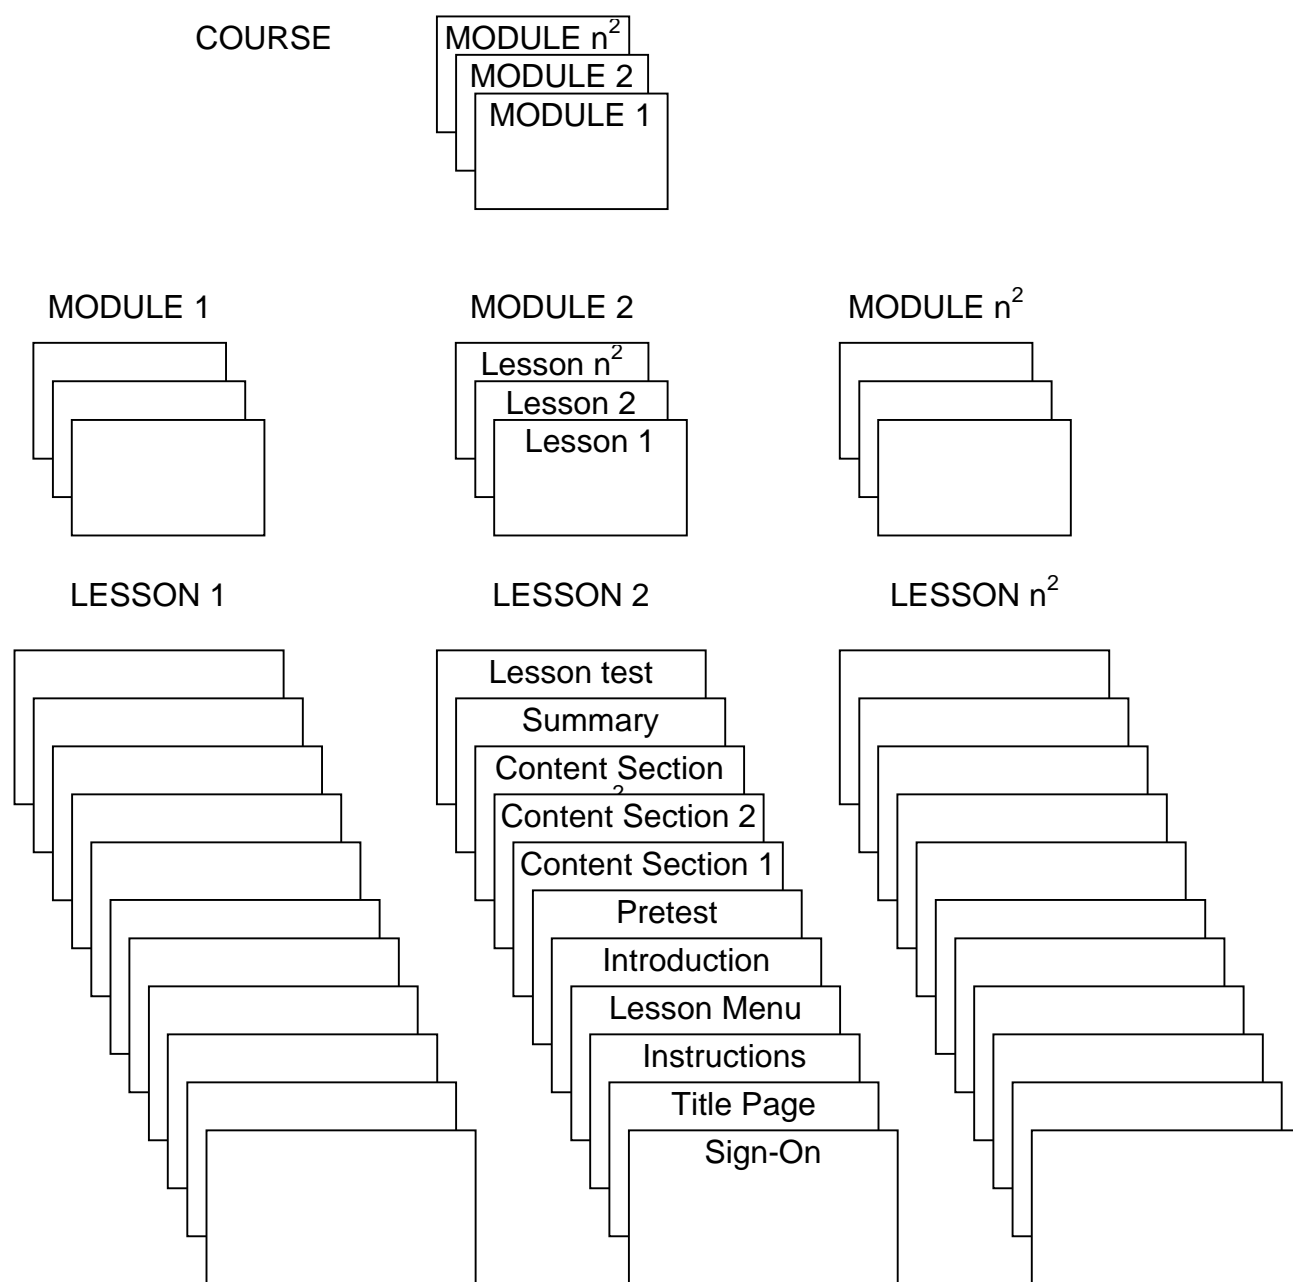 COURSE
MODULE n²
MODULE 2
MODULE 1
MODULE 1
MODULE 2
MODULE n²
Lesson n²
Lesson 2
Lesson 1
LESSON 1
LESSON 2
LESSON n²
Lesson test
Summary
Content Section
Content Section 2
Content Section 1
Pretest
Introduction
Lesson Menu
Instructions
Title Page
Sign-On